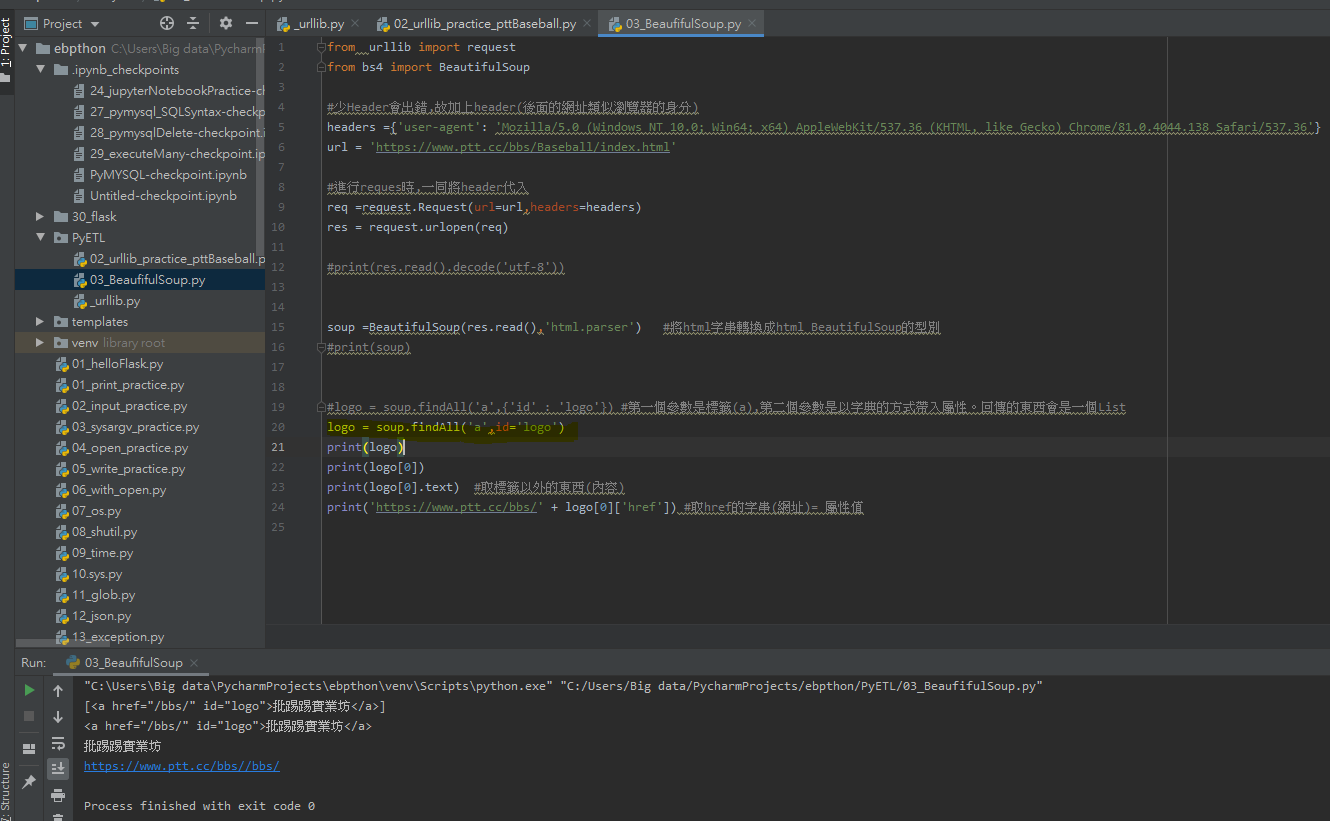 Project
_urllib.py
02_urllib_practice_pttBaseball.py
03_BeaufifulSoup.py
1: Project
ebpthon C:\Users\Big data\Pycharm
.ipynb_checkpoints
24_jupyterNotebookPractice-c
27_pymysql_SQLSyntax-checkp
28_pymysqlDelete-checkpoint.i
29_executeMany-checkpoint.ip
PyMYSQL-checkpoint.ipynb
Untitled-checkpoint.ipynb
30_flask
PyETL
02_urllib_practice_pttBaseball.p
03_BeaufifulSoup.py
_urllib.py
templates
venv library root
01_helloFlask.py
01_print_practice.py
02_input_practice.py
03_sysargv_practice.py
04_open_practice.py
05_write_practice.py
06_with_open.py
07_os.py
08_shutil.py
09_time.py
10.sys.py
11_glob.py
12_json.py
13_exception.py
1 from urllib import request
2 from bs4 import BeautifulSoup
3
4 #少Header會出錯,故加上header(後面的網址類似瀏覽器的身分)
5 headers ={'user-agent': 'Mozilla/5.0 (Windows NT 10.0; Win64; x64) AppleWebKit/537.36 (KHTML, like Gecko) Chrome/81.0.4044.138 Safari/537.36'}
6 url = 'https://www.ptt.cc/bbs/Baseball/index.html'
7
8 #進行reques時,一同將header代入
9 req =request.Request(url=url,headers=headers)
10 res = request.urlopen(req)
11
12 #print(res.read().decode('utf-8'))
13
14
15 soup =BeautifulSoup(res.read(),'html.parser') #將html字串轉換成html BeautifulSoup的型別
16 #print(soup)
17
18
19 #logo = soup.findAll('a',{'id' : 'logo'}) #第一個參數是標籤(a),第二個參數是以字典的方式帶入屬性。回傳的東西會是一個List
20 logo = soup.findAll('a',id='logo')
21 print(logo)
22 print(logo[0])
23 print(logo[0].text) #取標籤以外的東西(內容)
24 print('https://www.ptt.cc/bbs/' + logo[0]['href']) #取href的字串(網址)= 屬性值
25
Run: 03_BeaufifulSoup
"C:\Users\Big data\PycharmProjects\ebpthon\venv\Scripts\python.exe" "C:/Users/Big data/PycharmProjects/ebpthon/PyETL/03_BeaufifulSoup.py"
[<a href="/bbs/" id="logo">批踢踢實業坊</a>]
<a href="/bbs/" id="logo">批踢踢實業坊</a>
批踢踢實業坊
https://www.ptt.cc/bbs//bbs/
Process finished with exit code 0
Z: Structure